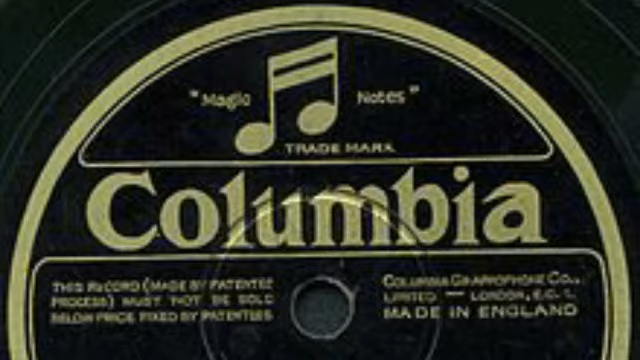 "Magic Notes"
TRADE MARK
Columbia
THIS RECORD (MADE BY PATENTED
PROCESS) MUST NOT BE SOLD
BELOW PRICE FIXED BY PATENTEES
COLUMBIA GRAPHOPHONE CO.,
LIMITED — LONDON, E.C. 1.
MADE IN ENGLAND